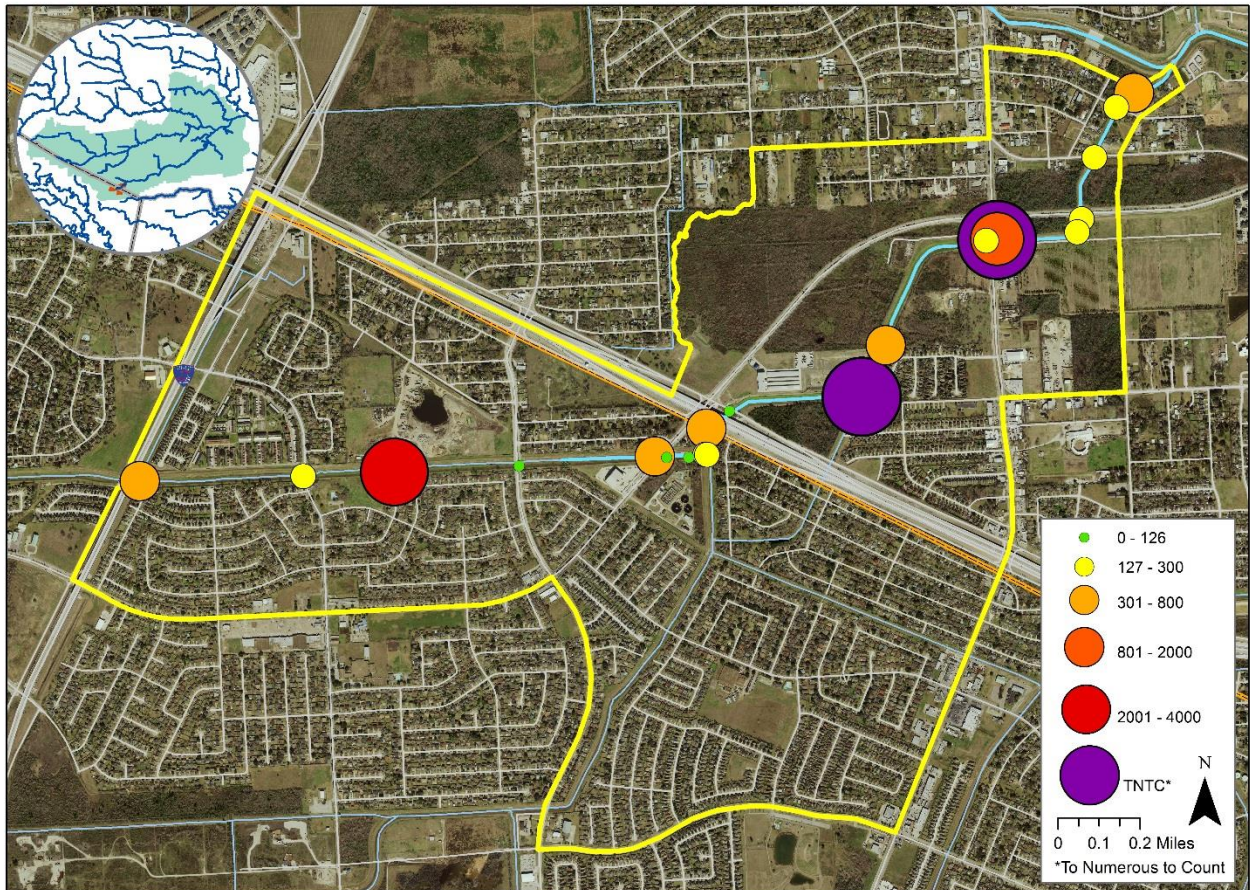 0 - 126
127 - 300
301 - 800
801 - 2000
2001 - 4000
TNTC*
N
0 0.1 0.2 Miles
*To Numerous to Count